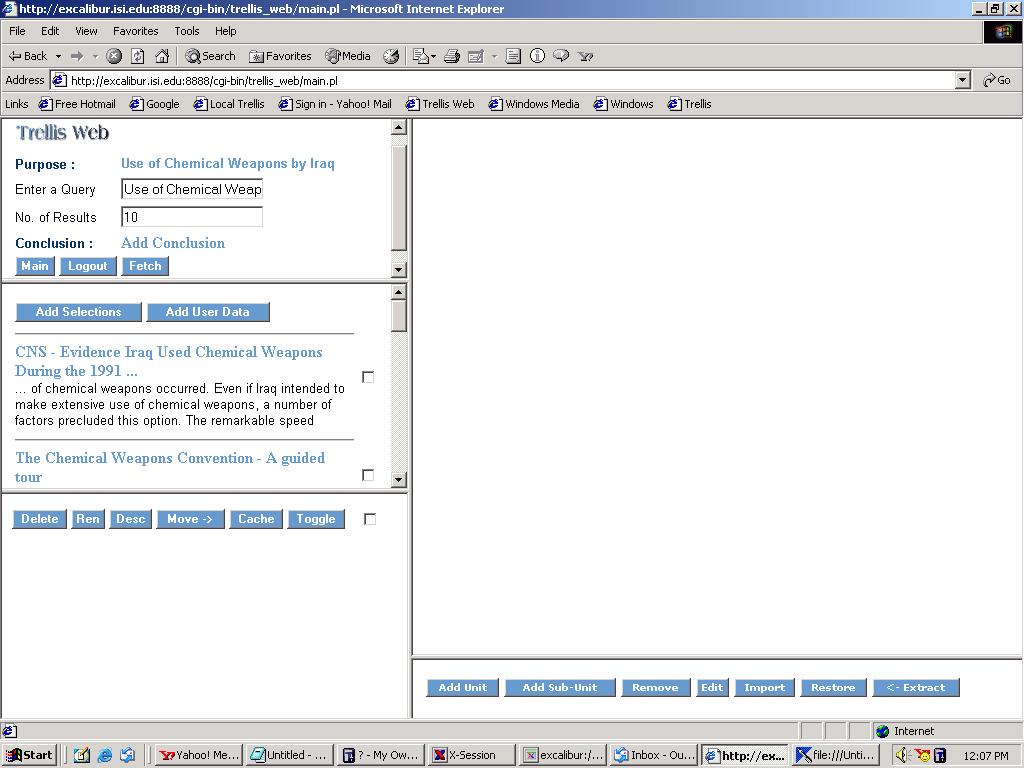 http://excalibur.isi.edu:8888/cgi-bin/trellis_web/main.pl - Microsoft Internet Explorer
File Edit View Favorites Tools Help
Back Search Favorites Media
Address http://excalibur.isi.edu:8888/cgi-bin/trellis_web/main.pl Go
Links Free Hotmail Google Local Trellis Sign in - Yahoo! Mail Trellis Web Windows Media Windows Trellis
Trellis Web
Purpose : Use of Chemical Weapons by Iraq
Enter a Query Use of Chemical Weap
No. of Results 10
Conclusion : Add Conclusion
Main Logout Fetch
Add Selections Add User Data
CNS - Evidence Iraq Used Chemical Weapons
During the 1991 ...
... of chemical weapons occurred. Even if Iraq intended to
make extensive use of chemical weapons, a number of
factors precluded this option. The remarkable speed
The Chemical Weapons Convention - A guided
tour
Delete Ren Desc Move -> Cache Toggle
Add Unit Add Sub-Unit Remove Edit Import Restore <- Extract
Internet
Start Yahoo! Me... Untitled - ... ? - My Ow... X-Session excalibur:/... Inbox - Ou... http://ex... file:///Unti... 12:07 PM